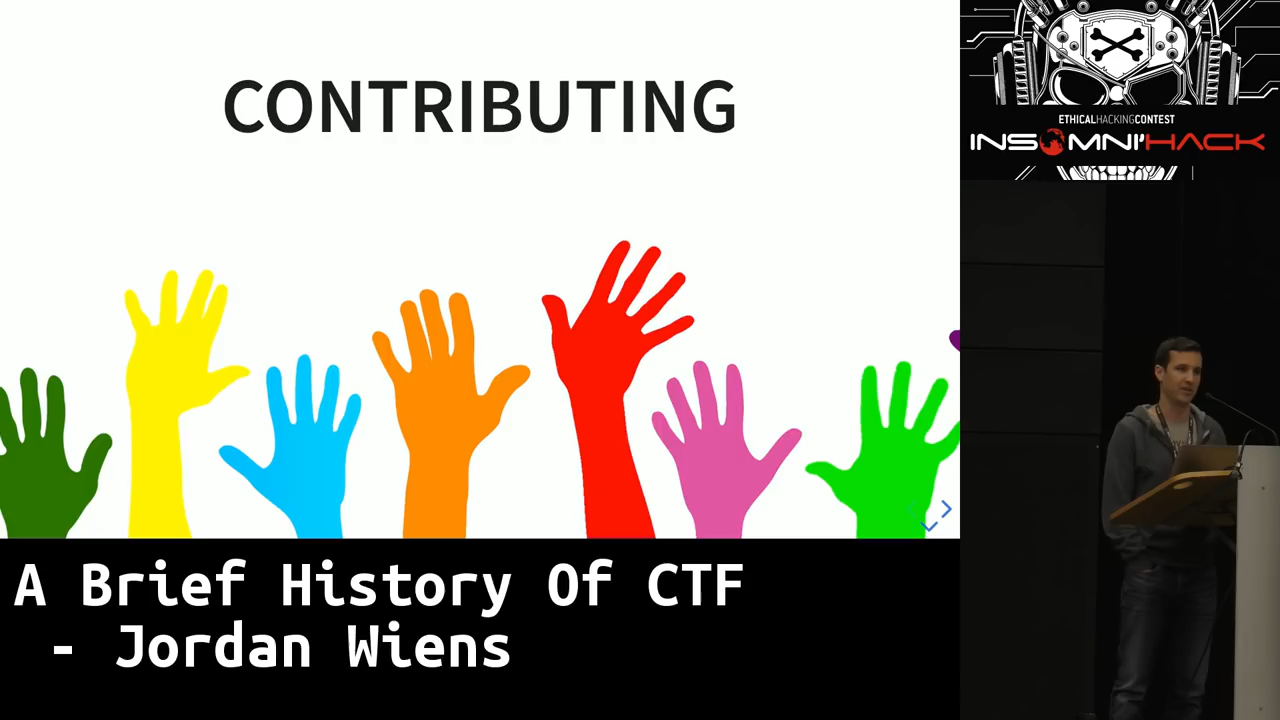 CONTRIBUTING
ETHICALHACKINGCONTEST
INSOMNI'HACK
A Brief History Of CTF
- Jordan Wiens